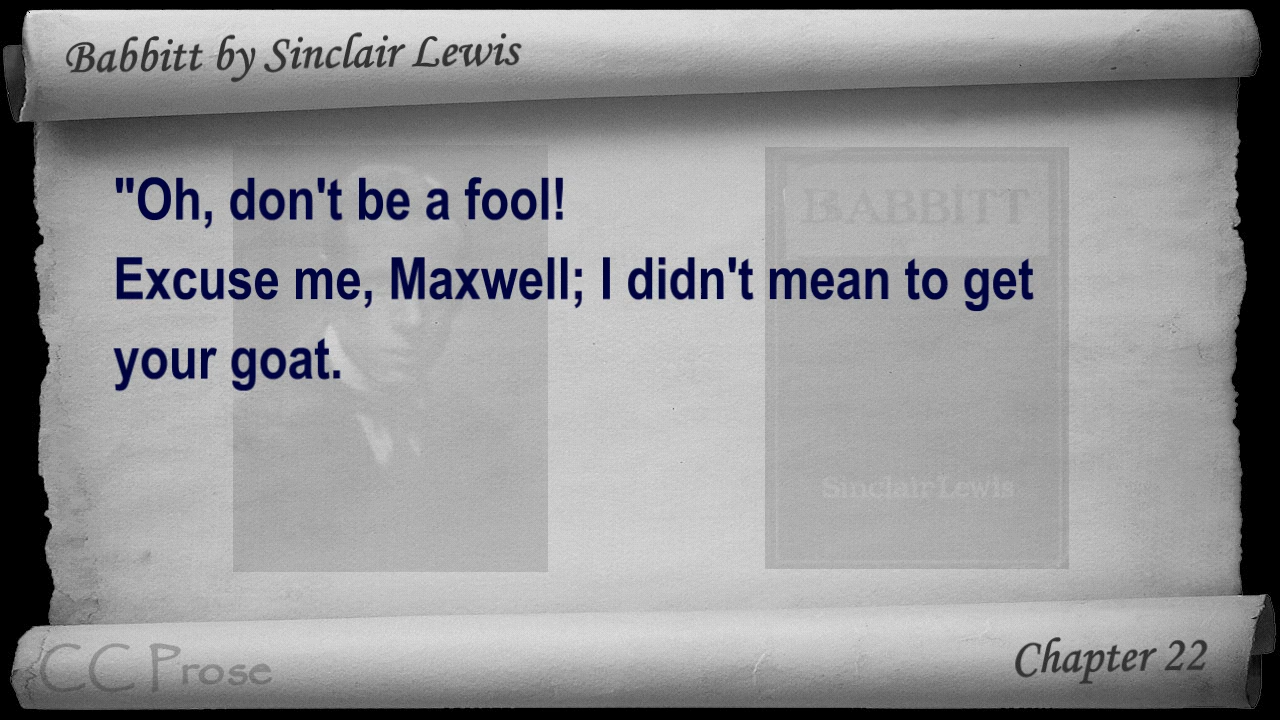 Babbitt by Sinclair Lewis
BABBITT
"Oh, don't be a fool!
Excuse me, Maxwell; I didn't mean to get
your goat.
Sinclair Lewis
CC Prose
Chapter 22